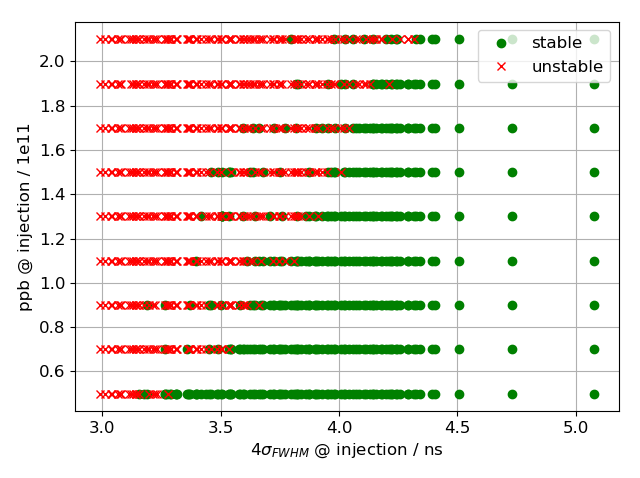 stable
unstable
2.0
1.8
1.6
1.4
1.2
1.0
0.8
0.6
ppb @ injection / 1e11
3.0 3.5 4.0 4.5 5.0
4σ_FWHM @ injection / ns